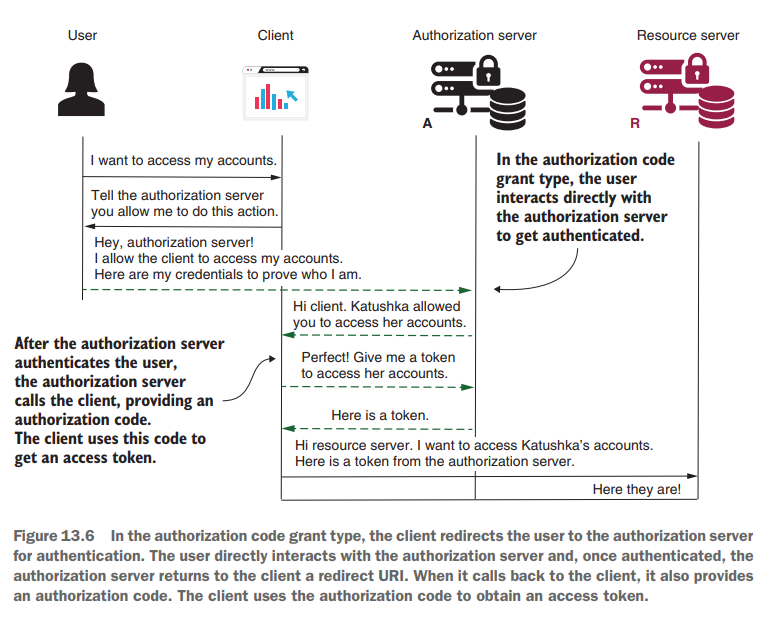 User
Client
Authorization server
Resource server
A
R
I want to access my accounts.
Tell the authorization server
you allow me to do this action.
Hey, authorization server!
I allow the client to access my accounts.
Here are my credentials to prove who I am.
In the authorization code
grant type, the user
interacts directly with
the authorization server
to get authenticated.
Hi client. Katushka allowed
you to access her accounts.
After the authorization server
authenticates the user,
the authorization server
calls the client, providing an
authorization code.
The client uses this code to
get an access token.
Perfect! Give me a token
to access her accounts.
Here is a token.
Hi resource server. I want to access Katushka's accounts.
Here is a token from the authorization server.
Here they are!
Figure 13.6 In the authorization code grant type, the client redirects the user to the authorization server
for authentication. The user directly interacts with the authorization server and, once authenticated, the
authorization server returns to the client a redirect URI. When it calls back to the client, it also provides
an authorization code. The client uses the authorization code to obtain an access token.